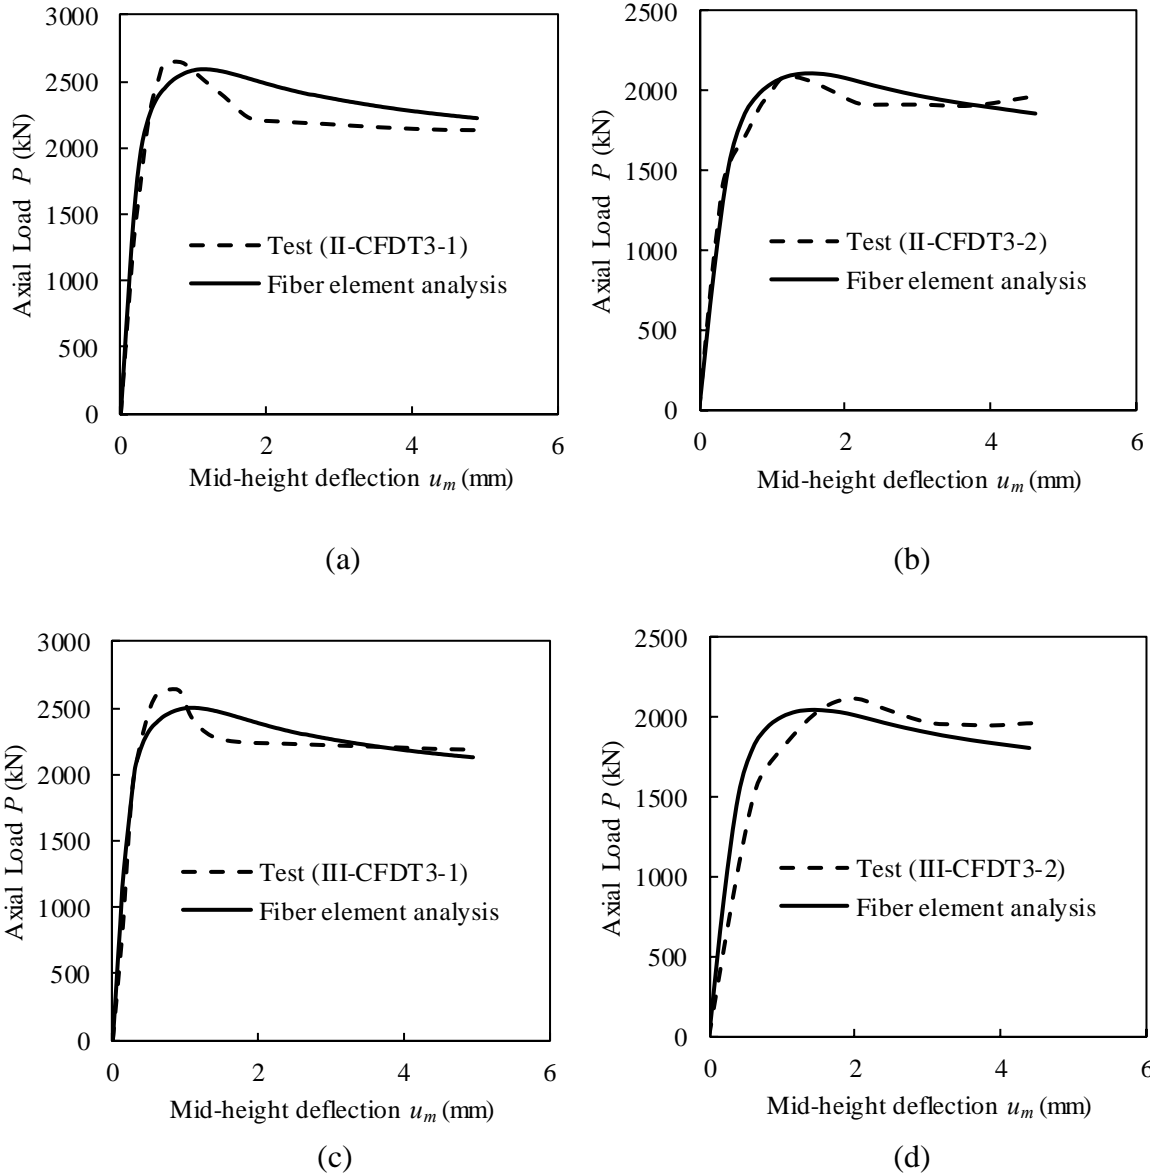 3000
2500
2000
1500
1000
500
0
Axial Load P (kN)
Test (II-CFDT3-1)
Fiber element analysis
0 2 4 6
Mid-height deflection um (mm)
(a)
2500
2000
1500
1000
500
0
Axial Load P (kN)
Test (II-CFDT3-2)
Fiber element analysis
0 2 4 6
Mid-height deflection um (mm)
(b)
3000
2500
2000
1500
1000
500
0
Axial Load P (kN)
Test (III-CFDT3-1)
Fiber element analysis
0 2 4 6
Mid-height deflection um (mm)
(c)
2500
2000
1500
1000
500
0
Axial Load P (kN)
Test (III-CFDT3-2)
Fiber element analysis
0 2 4 6
Mid-height deflection um (mm)
(d)